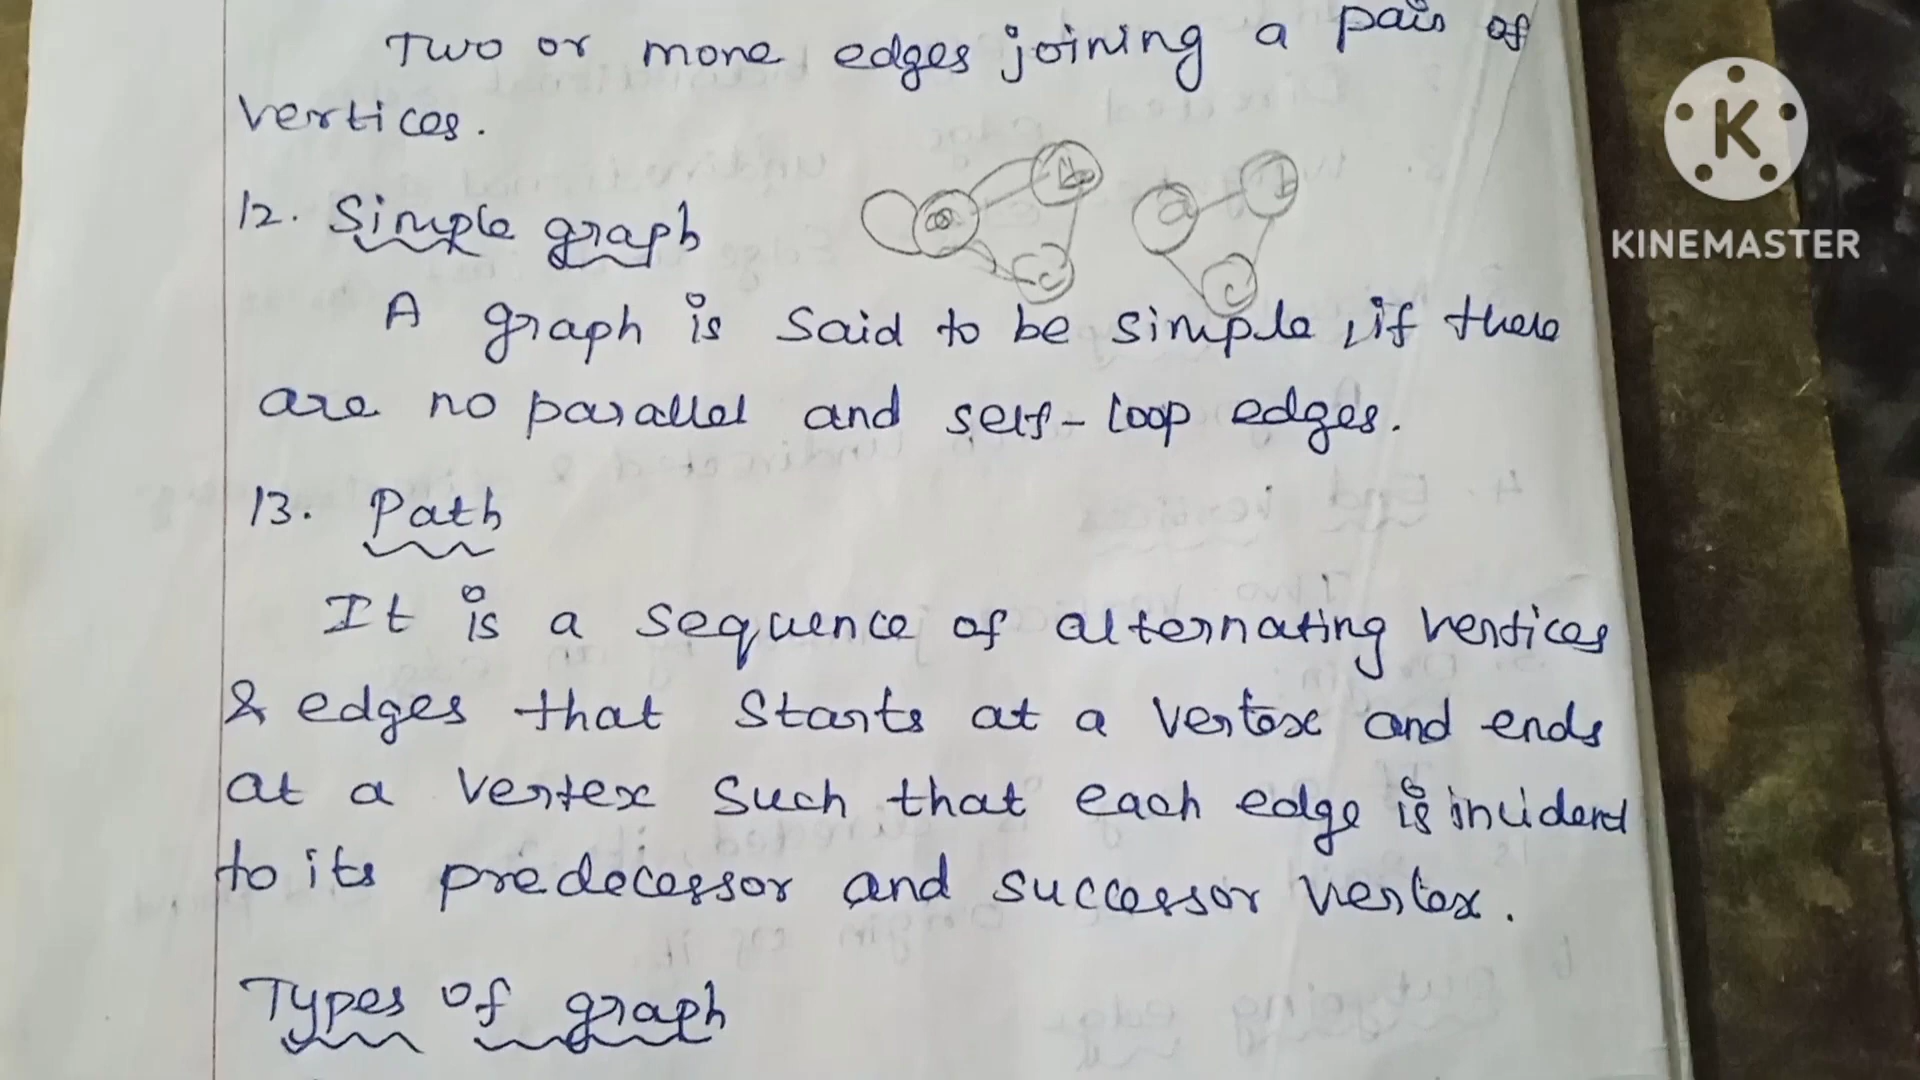 Two or more edges joining a pair of
vertices.
12. Simple graph
a b c
a b c
A graph is said to be simple, if there
are no parallel and self-loop edges.
13. Path
It is a sequence of alternating vertices
& edges that starts at a vertex and ends
at a vertex such that each edge is incident
to its predecessor and successor vertex.
Types of graph
K
KINEMASTER